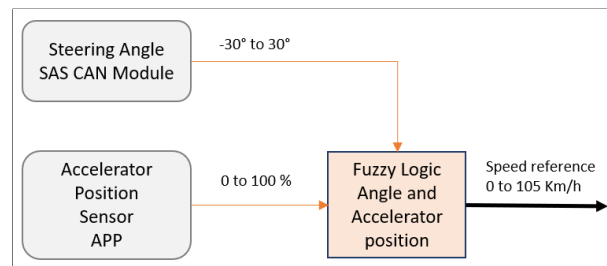 Steering Angle
SAS CAN Module
-30° to 30°
Accelerator
Position
Sensor
APP
0 to 100 %
Fuzzy Logic
Angle and
Accelerator
position
Speed reference
0 to 105 Km/h